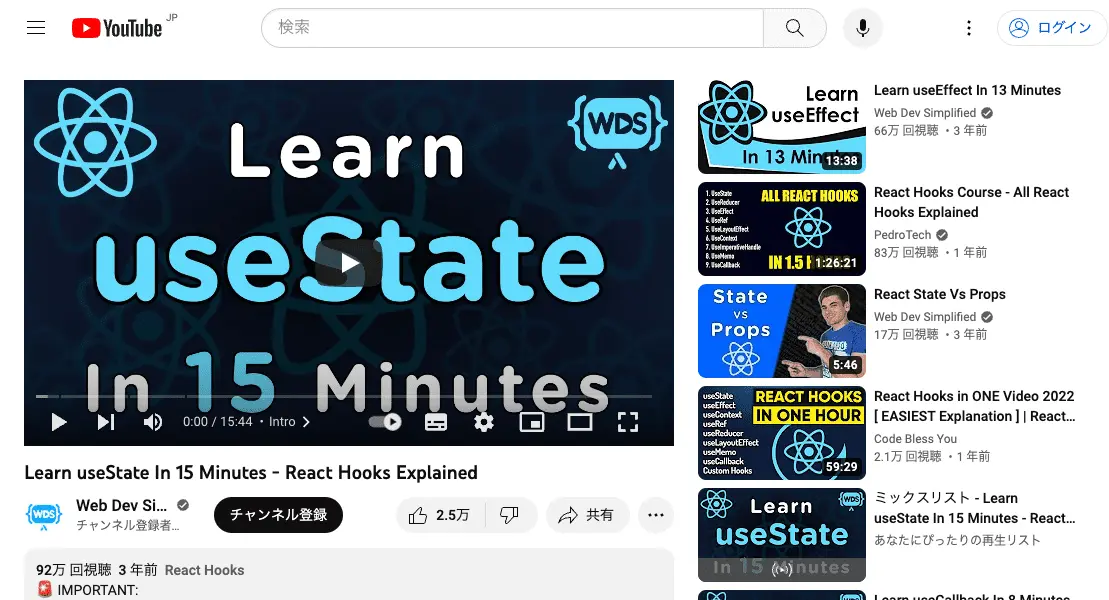 YouTube JP
検索
ログイン
Learn
useState
In 15 Minutes
WDS
0:00 / 15:44 • Intro
Learn useState In 15 Minutes - React Hooks Explained
WDS
Web Dev Si...
チャンネル登録者...
チャンネル登録
2.5万
共有
92万 回視聴 3 年前 React Hooks
IMPORTANT:
Learn
useEffect
In 13 Minutes
13:38
Learn useEffect In 13 Minutes
Web Dev Simplified
66万 回視聴 ・3 年前
1. UseState
2. UseReducer
3. UseEffect
4. UseRef
5. UseLayoutEffect
6. UseContext
7. UseImperativeHandle
8. UseMemo
9. UseCallback
ALL REACT HOOKS
IN 1.5 H
1:26:21
React Hooks Course - All React
Hooks Explained
PedroTech
83万 回視聴 ・1 年前
State
vs
Props
5:46
React State Vs Props
Web Dev Simplified
17万 回視聴 ・3 年前
useState
useEffect
useContext
useRef
useReducer
useLayoutEffect
useMemo
useCallback
Custom Hooks
REACT HOOKS
IN ONE HOUR
59:29
React Hooks in ONE Video 2022
[ EASIEST Explanation ] | React...
Code Bless You
2.1万 回視聴 ・1 年前
WDS
Learn
useState
In 15 Minutes
ミックスリスト - Learn
useState In 15 Minutes - React...
あなたにぴったりの再生リスト
Learn useCallback In 8 Minutes